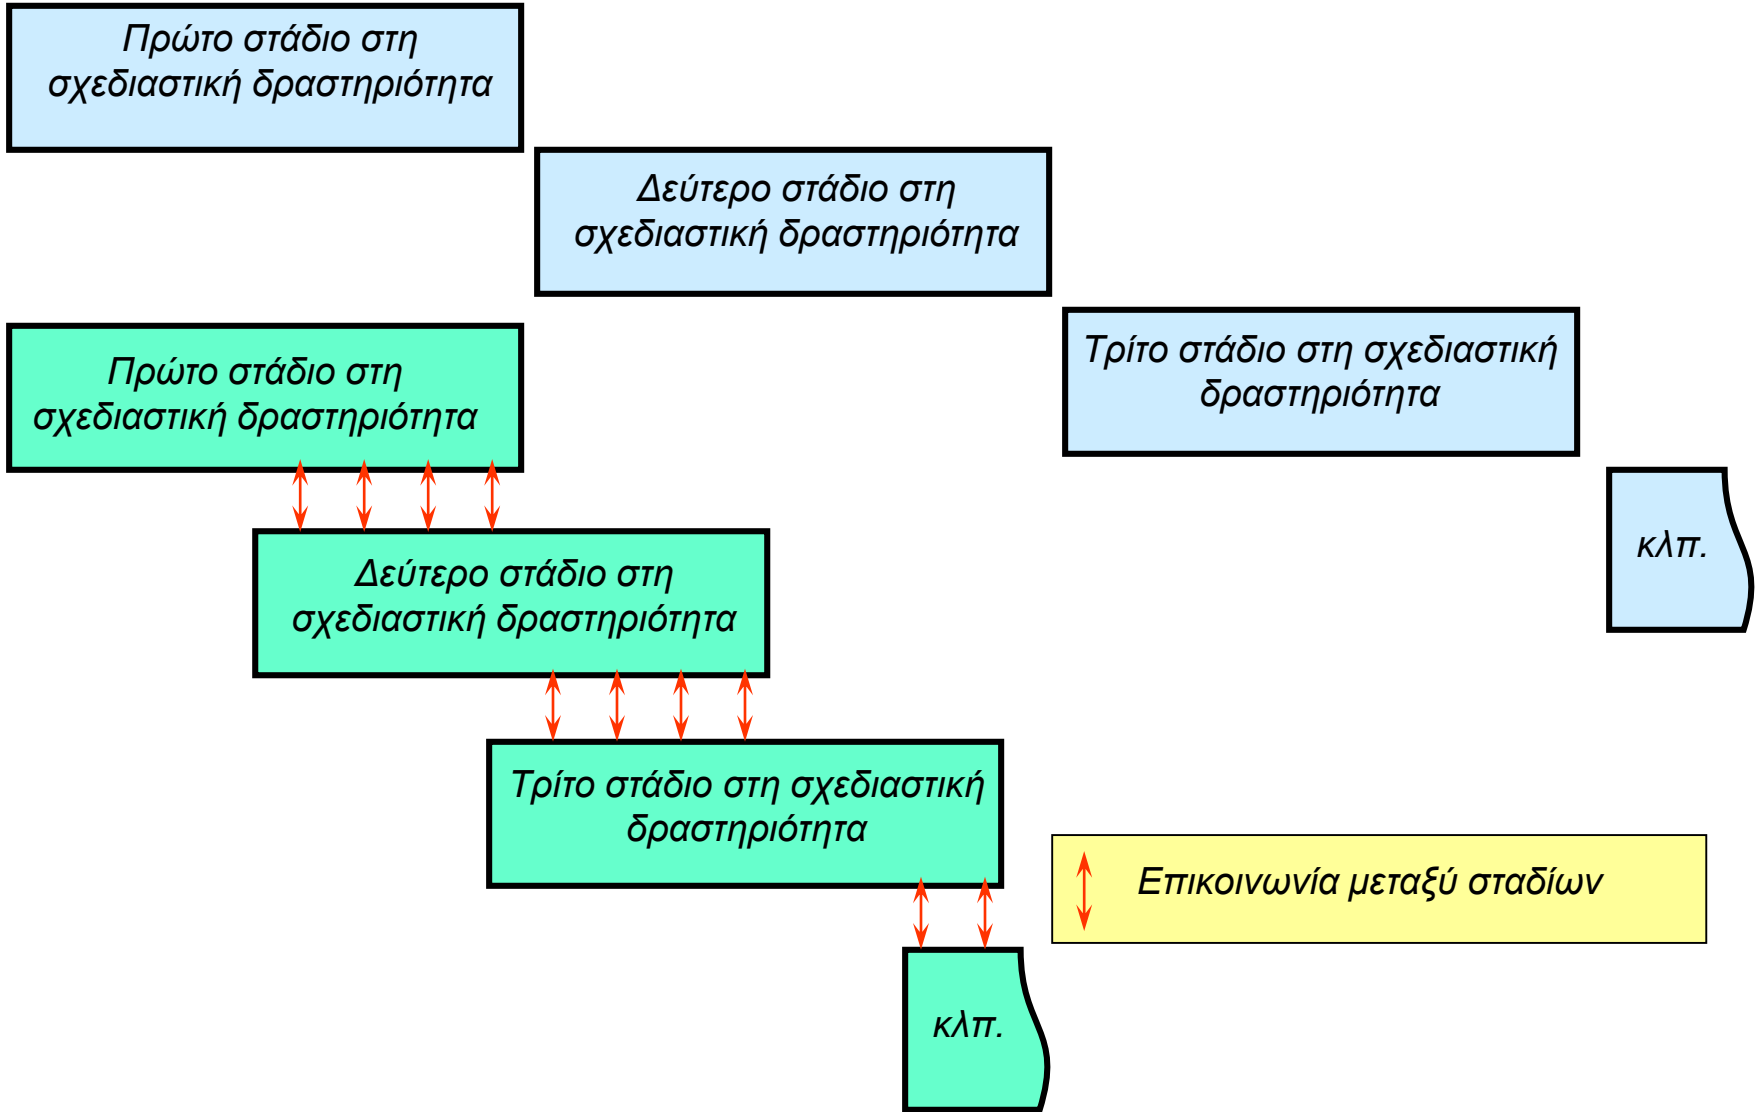 Πρώτο στάδιο στη
σχεδιαστική δραστηριότητα
Δεύτερο στάδιο στη
σχεδιαστική δραστηριότητα
Τρίτο στάδιο στη σχεδιαστική
δραστηριότητα
κλπ.
Πρώτο στάδιο στη
σχεδιαστική δραστηριότητα
Δεύτερο στάδιο στη
σχεδιαστική δραστηριότητα
Τρίτο στάδιο στη σχεδιαστική
δραστηριότητα
κλπ.
Επικοινωνία μεταξύ σταδίων